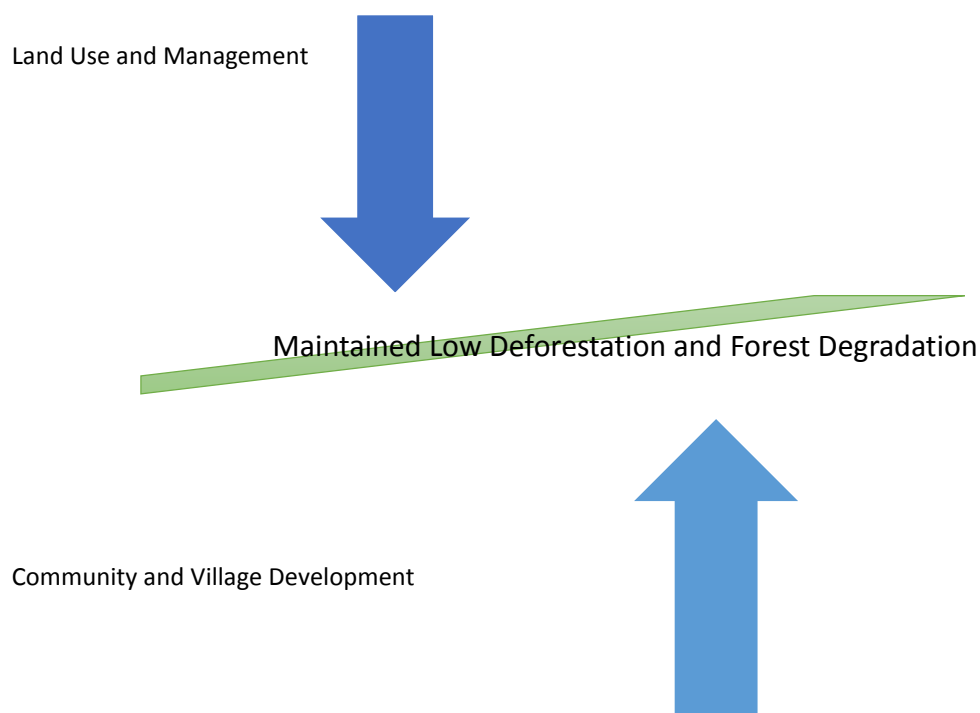 Land Use and Management
Maintained Low Deforestation and Forest Degradation
Community and Village Development